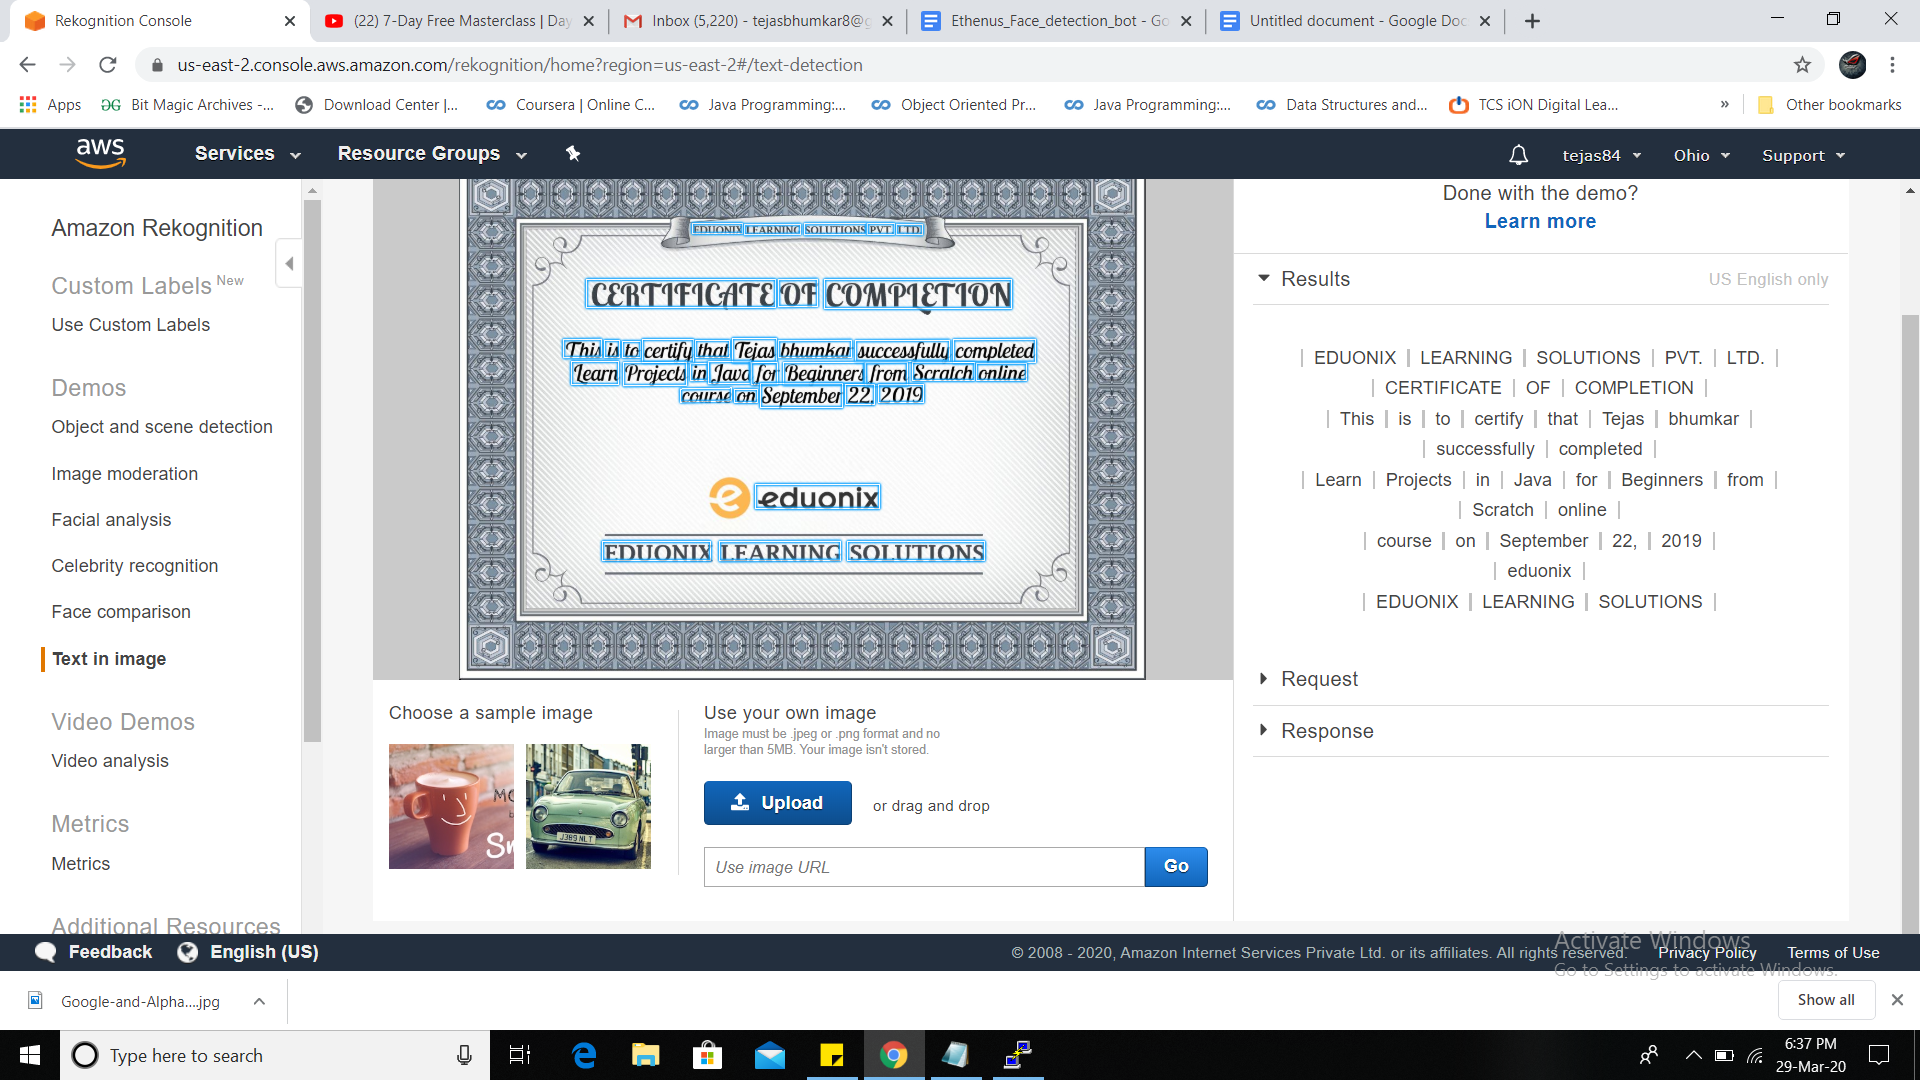 Rekognition Console
(22) 7-Day Free Masterclass | Day
Inbox (5,220) - tejasbhumkar8@g
Ethenus_Face_detection_bot - Go
Untitled document - Google Doc
us-east-2.console.aws.amazon.com/rekognition/home?region=us-east-2#/text-detection
Apps
Bit Magic Archives -...
Download Center |...
Coursera | Online C...
Java Programming:...
Object Oriented Pr...
Java Programming:...
Data Structures and...
TCS iON Digital Lea...
»
Other bookmarks
aws
Services
Resource Groups
tejas84
Ohio
Support
Amazon Rekognition
Custom Labels New
Use Custom Labels
Demos
Object and scene detection
Image moderation
Facial analysis
Celebrity recognition
Face comparison
Text in image
Video Demos
Video analysis
Metrics
Metrics
Additional Resources
EDUONIX LEARNING SOLUTIONS PVT. LTD.
CERTIFICATE OF COMPLETION
This is to certify that Tejas bhumkar successfully completed
Learn Projects in Java for Beginners from Scratch online
course on September 22, 2019
e eduonix
EDUONIX LEARNING SOLUTIONS
Choose a sample image
J389 NLT
Use your own image
Image must be .jpeg or .png format and no
larger than 5MB. Your image isn't stored.
Upload
or drag and drop
Use image URL
Go
Done with the demo?
Learn more
Results
US English only
| EDUONIX | LEARNING | SOLUTIONS | PVT. | LTD. |
| CERTIFICATE | OF | COMPLETION |
| This | is | to | certify | that | Tejas | bhumkar |
| successfully | completed |
| Learn | Projects | in | Java | for | Beginners | from |
| Scratch | online |
| course | on | September | 22, | 2019 |
| eduonix |
| EDUONIX | LEARNING | SOLUTIONS |
Request
Response
Feedback
English (US)
© 2008 - 2020, Amazon Internet Services Private Ltd. or its affiliates. All rights reserved.
Privacy Policy
Terms of Use
Activate Windows
Go to Settings to activate Windows.
Google-and-Alpha....jpg
Show all
Type here to search
6:37 PM
29-Mar-20